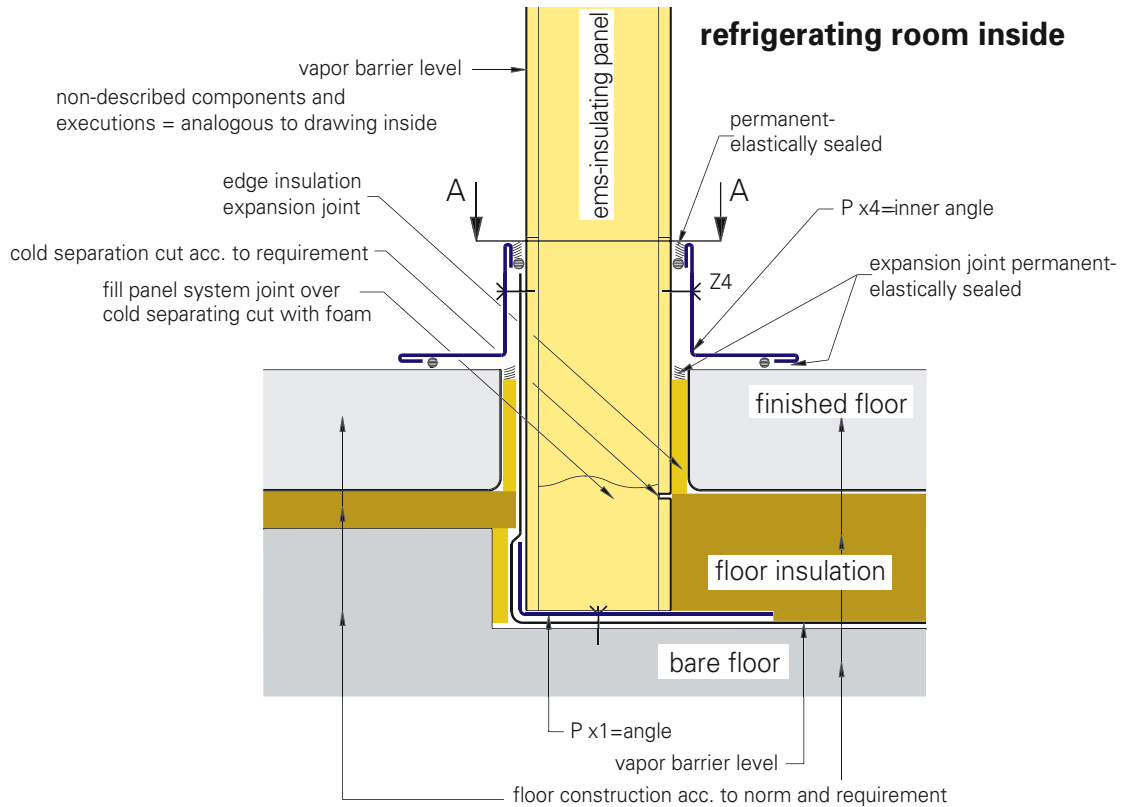 refrigerating room inside
vapor barrier level
non-described components and
executions = analogous to drawing inside
ems-insulating panel
permanent-
elastically sealed
edge insulation
expansion joint
A
A
P x4=inner angle
cold separation cut acc. to requirement
expansion joint permanent-
elastically sealed
fill panel system joint over
cold separating cut with foam
Z4
finished floor
floor insulation
bare floor
P x1=angle
vapor barrier level
floor construction acc. to norm and requirement